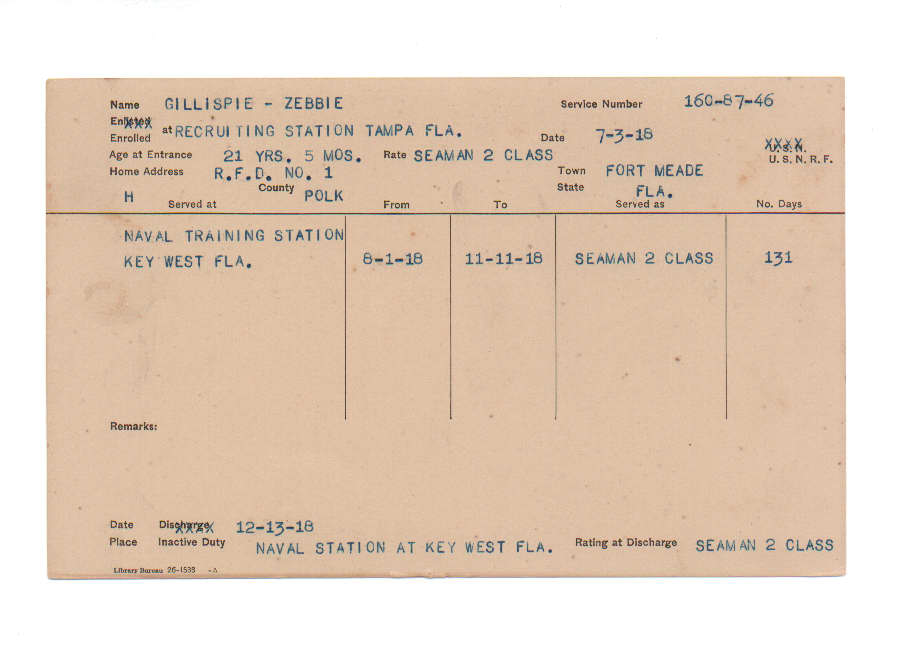 Name GILLISPIE - ZEBBIE Service Number 160-87-46
Enlisted
Enrolled at RECRUITING STATION TAMPA FLA. Date 7-3-18 U.S.N.
Age at Entrance 21 YRS. 5 MOS. Rate SEAMAN 2 CLASS U.S.N.R.F.
Home Address R.F.D. NO. 1 Town FORT MEADE
H County POLK State FLA.
Served at From To Served as No. Days
NAVAL TRAINING STATION
KEY WEST FLA. 8-1-18 11-11-18 SEAMAN 2 CLASS 131
Remarks:
Date Discharge 12-13-18
Place Inactive Duty NAVAL STATION AT KEY WEST FLA. Rating at Discharge SEAMAN 2 CLASS
Library Bureau 26-1538 -A